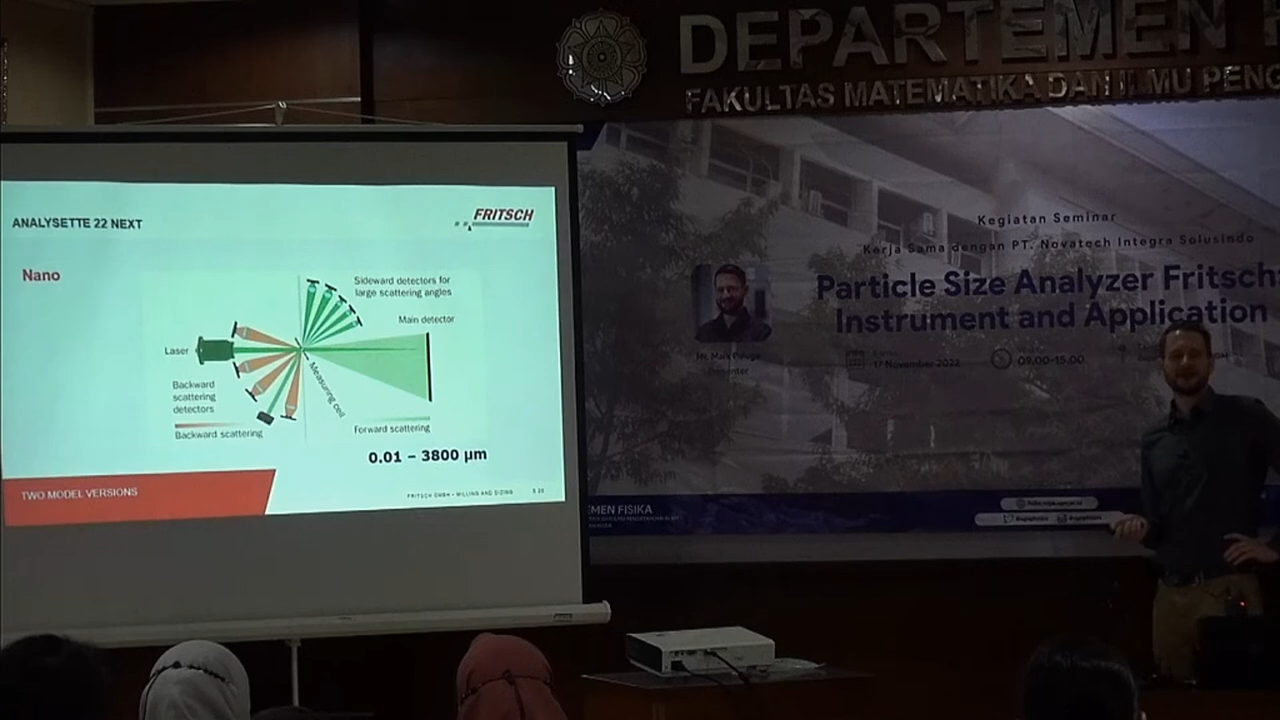 DEPARTEMEN
FAKULTAS MATEMATIKA DAN ILMU PENG
ANALYSETTE 22 NEXT
FRITSCH
Nano
Sideward detectors for
large scattering angles
Main detector
Laser
Measuring cell
Backward
scattering
detectors
Backward scattering
Forward scattering
0.01 – 3800 µm
TWO MODEL VERSIONS
FRITSCH GMBH • MILLING AND SIZING
Kegiatan Seminar
Kerja Sama dengan PT. Novatech Integra Solusindo
Particle Size Analyzer Fritsch:
Instrument and Application
17 November 2022
09.00-15.00
EMEN FISIKA